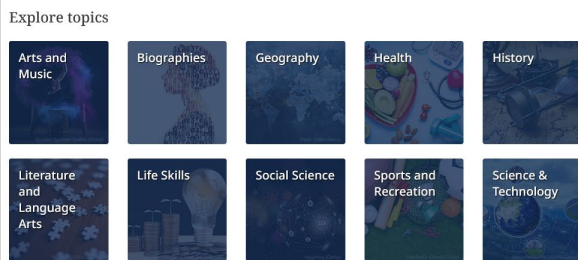 Explore topics
Arts and
Music
Biographies
Geography
Health
History
Literature
and
Language
Arts
Life Skills
Social Science
Sports and
Recreation
Science &
Technology